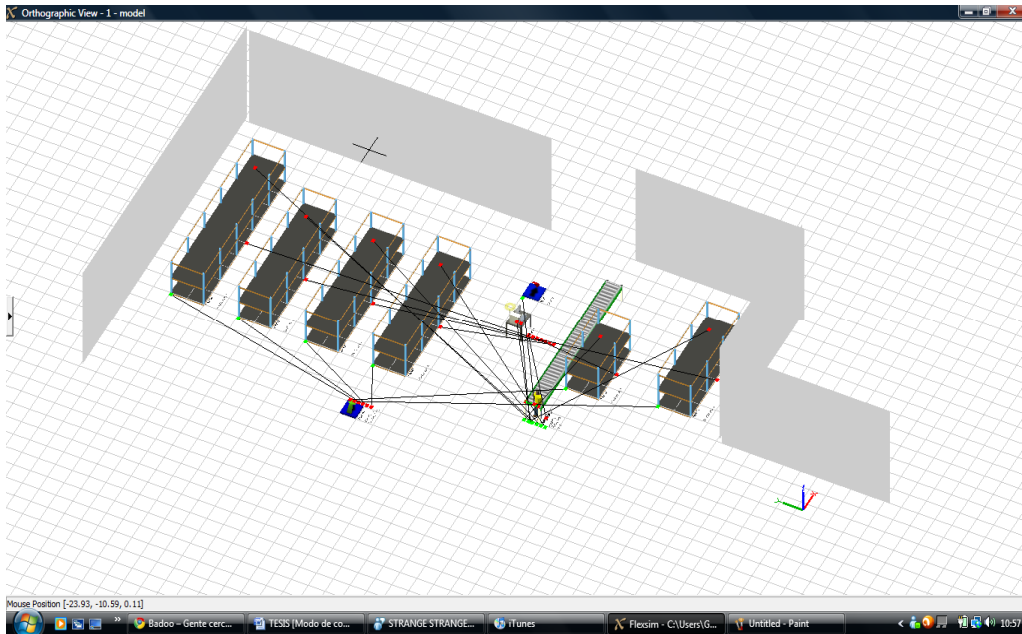 Orthographic View - 1 - model
Mouse Position [-23.93, -10.59, 0.11]
Badoo – Gente cerc...
TESIS [Modo de co...
STRANGE STRANGE...
iTunes
Flexsim - C:\Users\G...
Untitled - Paint
10:57